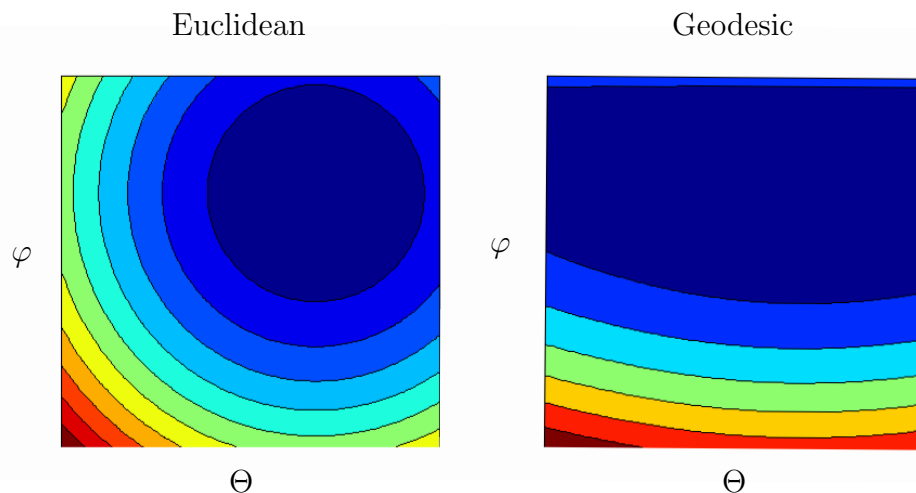 Euclidean Geodesic
φ φ
Θ Θ